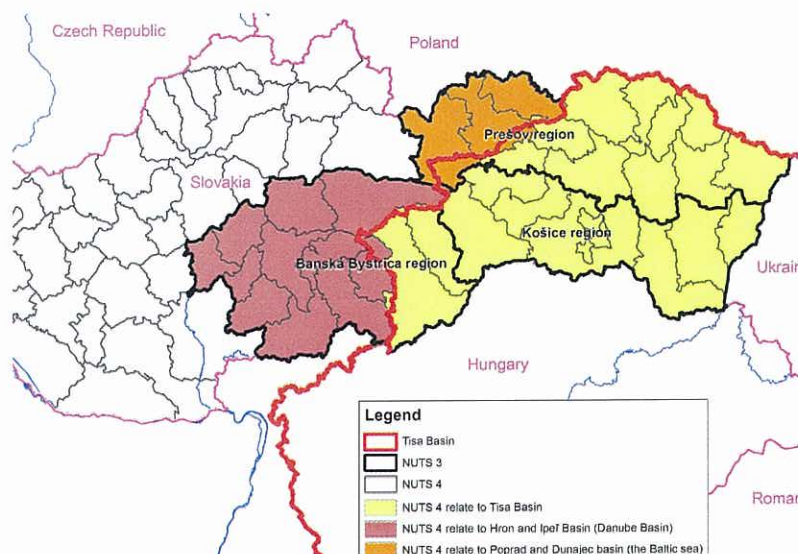 Czech Republic
Poland
Prešov region
Slovakia
Košice region
Banská Bystrica region
Ukrain
Hungary
Legend
Tisa Basin
NUTS 3
NUTS 4
NUTS 4 relate to Tisa Basin
Roman
NUTS 4 relate to Hron and Ipeľ Basin (Danube Basin)
NUTS 4 relate to Poprad and Dunajec basin (the Baltic sea)